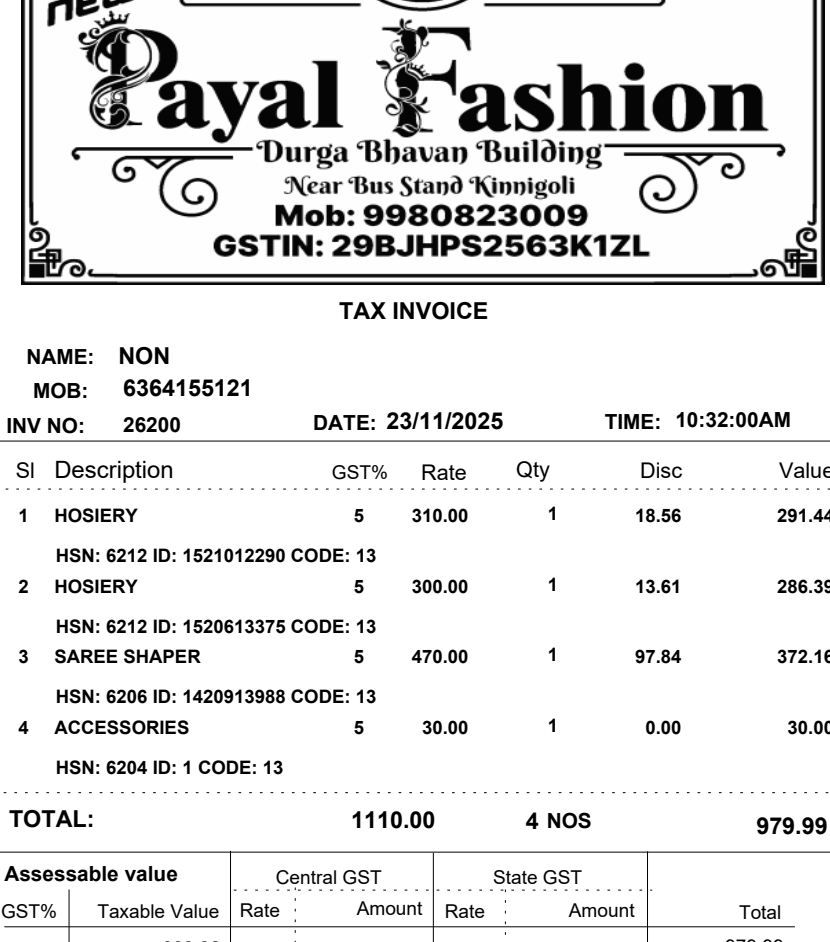 new
Payal Fashion
Durga Bhavan Building
Near Bus Stand Kinnigoli
Mob: 9980823009
GSTIN: 29BJHPS2563K1ZL
TAX INVOICE
NAME: NON
MOB: 6364155121
INV NO: 26200 DATE: 23/11/2025 TIME: 10:32:00AM
Sl Description GST% Rate Qty Disc Value
1 HOSIERY 5 310.00 1 18.56 291.44
HSN: 6212 ID: 1521012290 CODE: 13
2 HOSIERY 5 300.00 1 13.61 286.39
HSN: 6212 ID: 1520613375 CODE: 13
3 SAREE SHAPER 5 470.00 1 97.84 372.16
HSN: 6206 ID: 1420913988 CODE: 13
4 ACCESSORIES 5 30.00 1 0.00 30.00
HSN: 6204 ID: 1 CODE: 13
TOTAL: 1110.00 4 NOS 979.99
Assessable value Central GST State GST
GST% Taxable Value Rate Amount Rate Amount Total